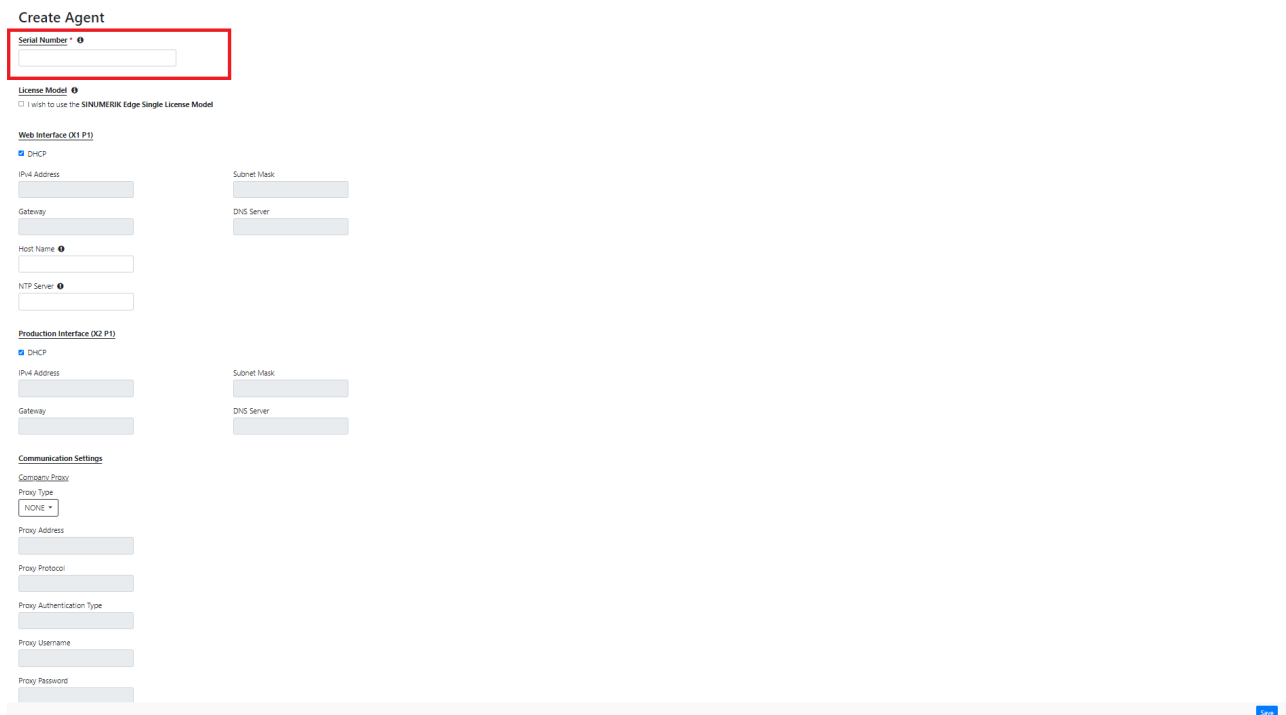 Create Agent
Serial Number *
License Model
I wish to use the SINUMERIK Edge Single License Model
Web Interface (X1 P1)
DHCP
IPv4 Address Subnet Mask
Gateway DNS Server
Host Name
NTP Server
Production Interface (X2 P1)
DHCP
IPv4 Address Subnet Mask
Gateway DNS Server
Communication Settings
Company Proxy
Proxy Type
NONE
Proxy Address
Proxy Protocol
Proxy Authentication Type
Proxy Username
Proxy Password
Save